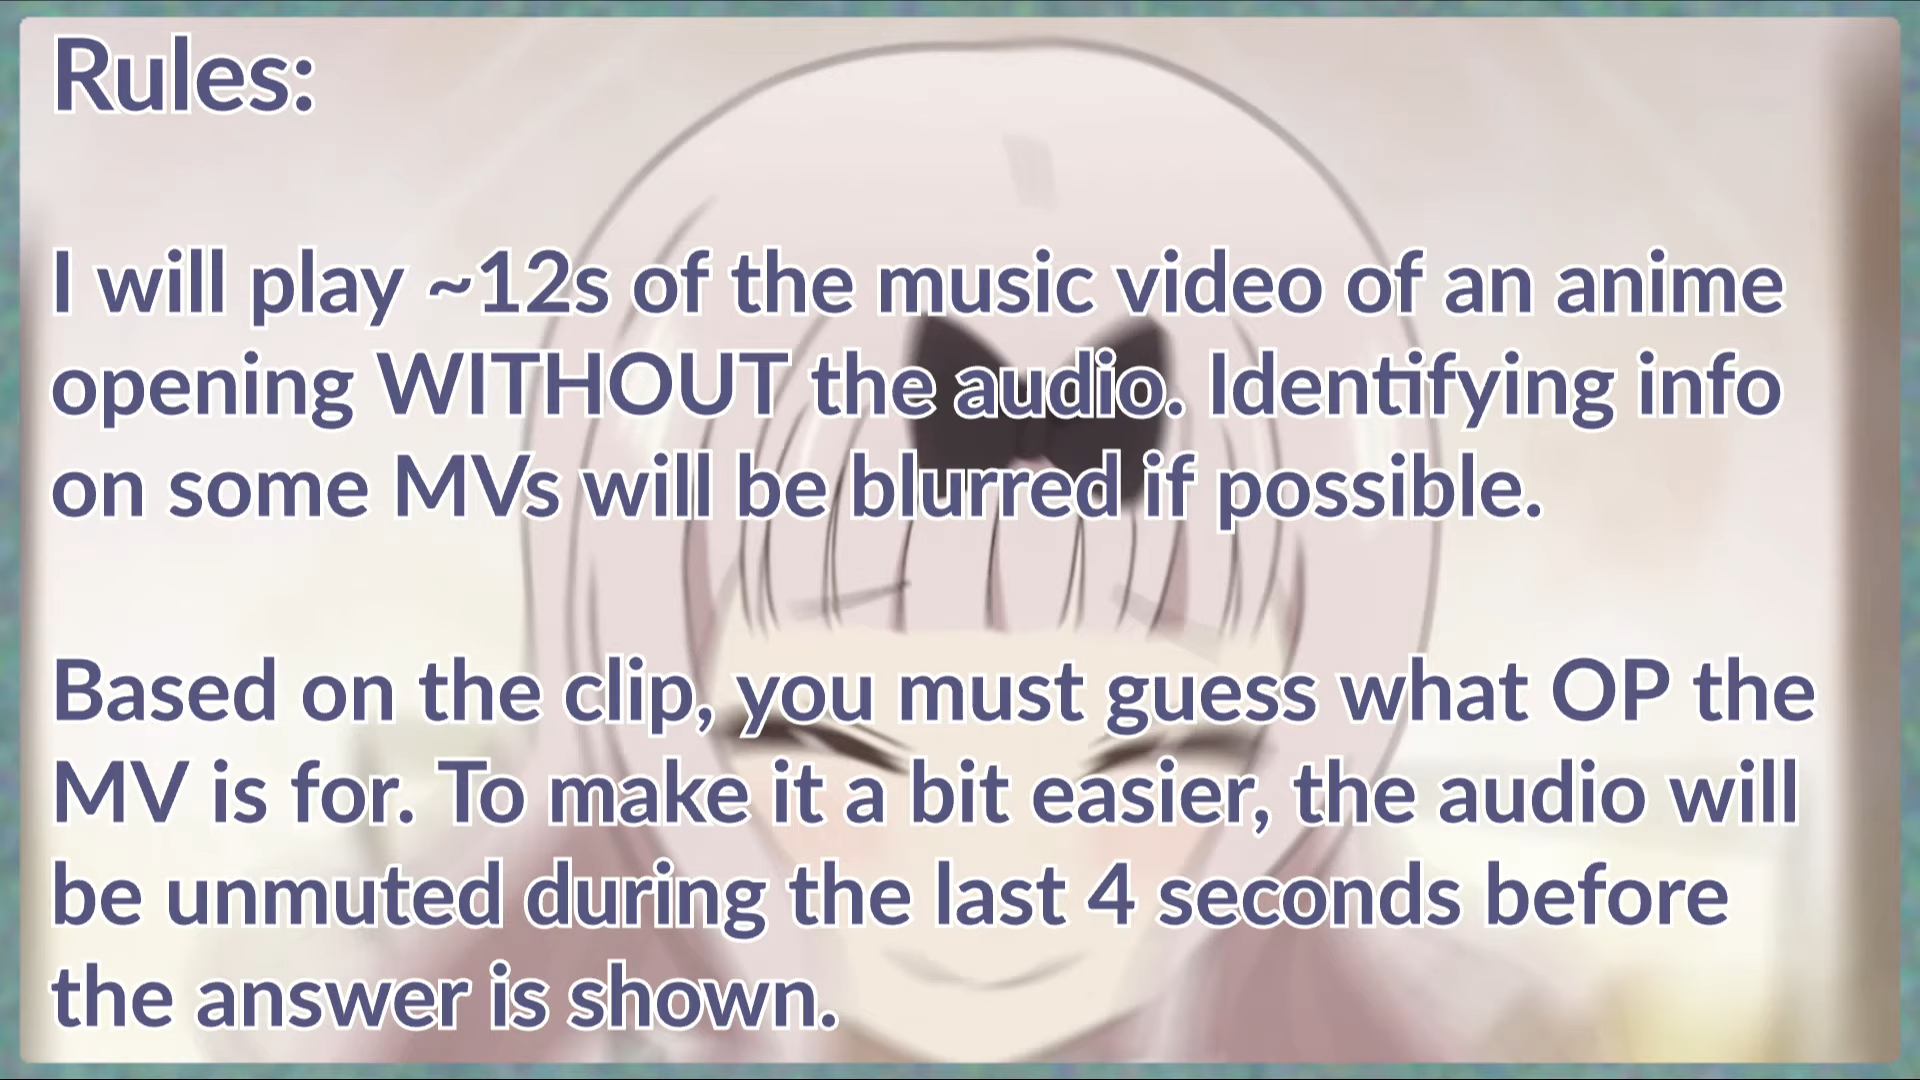 Rules:
I will play ~12s of the music video of an anime
opening WITHOUT the audio. Identifying info
on some MVs will be blurred if possible.
Based on the clip, you must guess what OP the
MV is for. To make it a bit easier, the audio will
be unmuted during the last 4 seconds before
the answer is shown.